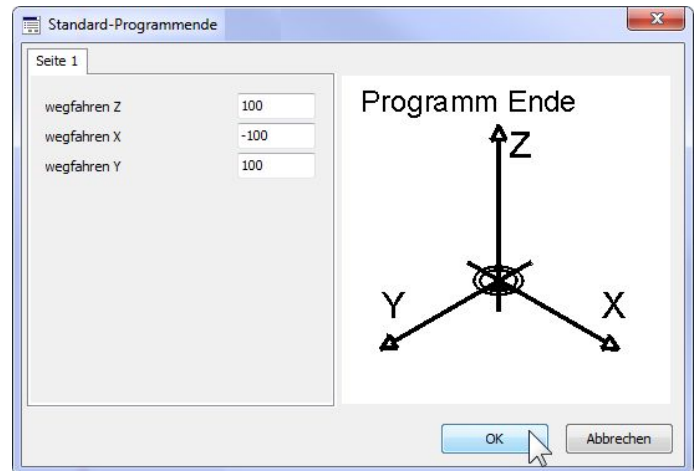 Standard-Programmende
Seite 1
wegfahren Z 100
wegfahren X -100
wegfahren Y 100
Programm Ende
Z
Y
X
OK
Abbrechen